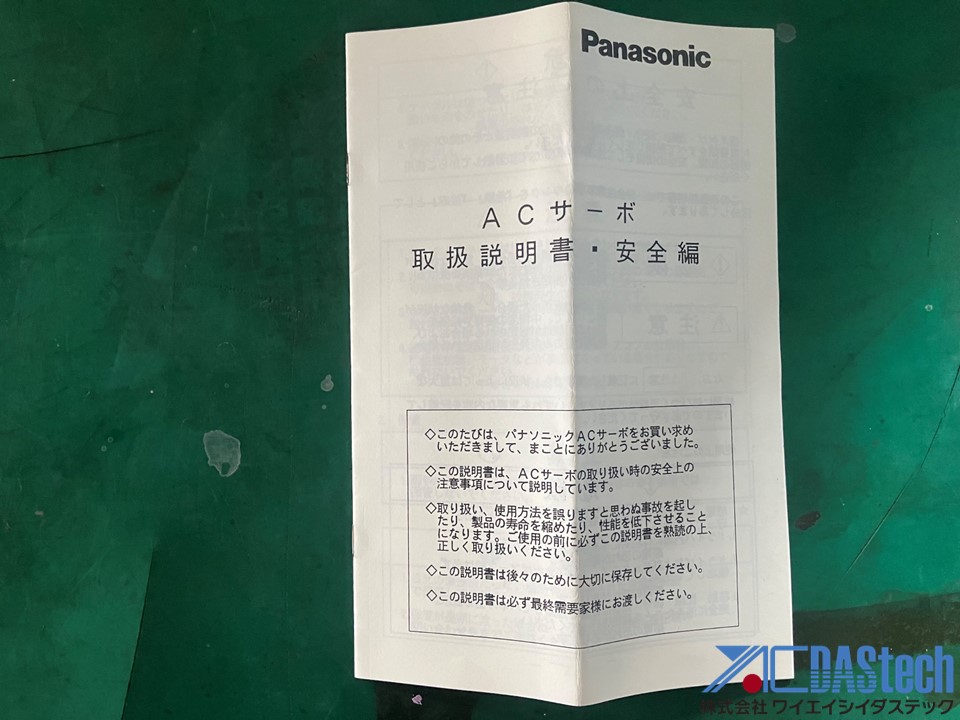 Panasonic
ACサーボ
取扱説明書・安全編
◇このたびは、パナソニックACサーボをお買い求め
いただきまして、まことにありがとうございました。
◇この説明書は、ACサーボの取り扱い時の安全上の
注意事項について説明しています。
◇取り扱い、使用方法を誤りますと思わぬ事故を起し
たり、製品の寿命を縮めたり、性能を低下させること
になります。ご使用の前に必ずこの説明書を熟読の上、
正しく取り扱いください。
◇この説明書は後々のために大切に保存してください。
◇この説明書は必ず最終需要家様にお渡しください。
YAC DAStech
株式会社 ワイエイシイダステック